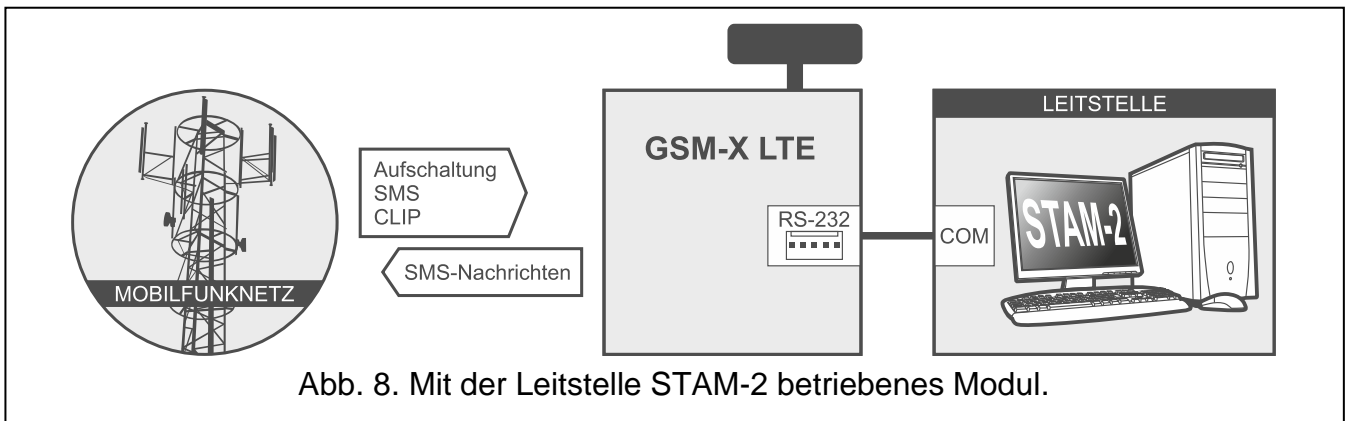 MOBILFUNKNETZ
Aufschaltung
SMS
CLIP
SMS-Nachrichten
GSM-X LTE
RS-232
COM
LEITSTELLE
STAM-2
Abb. 8. Mit der Leitstelle STAM-2 betriebenes Modul.